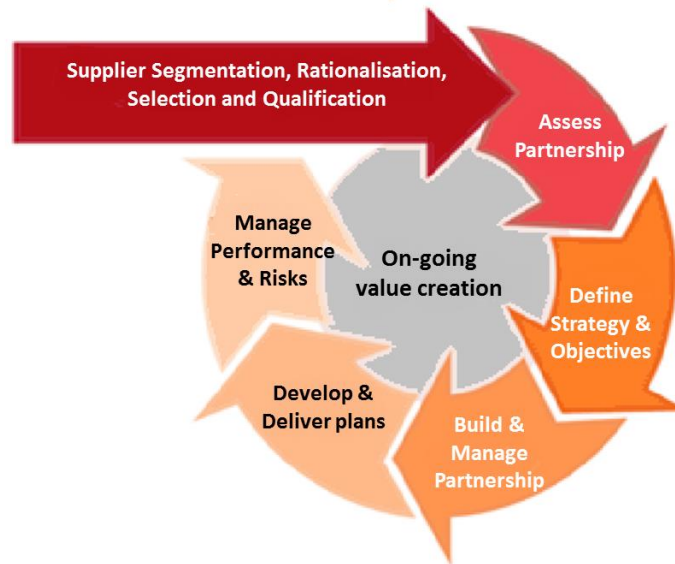 Supplier Segmentation, Rationalisation,
Selection and Qualification
Assess
Partnership
Define
Strategy &
Objectives
Build &
Manage
Partnership
Develop &
Deliver plans
Manage
Performance
& Risks
On-going
value creation